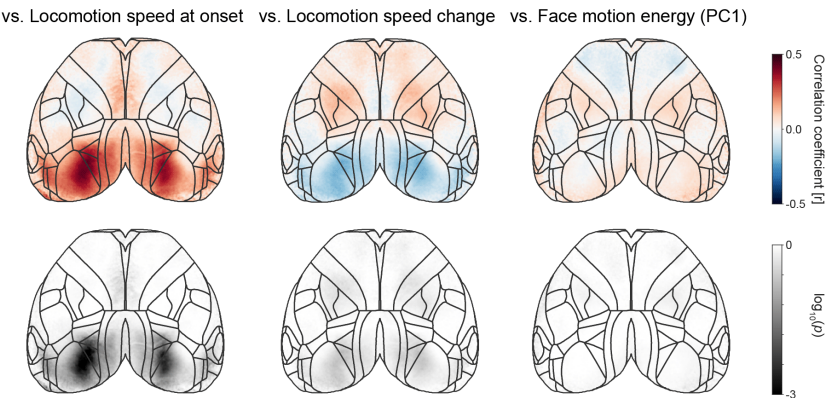 vs. Locomotion speed at onset
vs. Locomotion speed change
vs. Face motion energy (PC1)
0.5
0.0
-0.5
Correlation coefficient [r]
0
-3
log10(p)